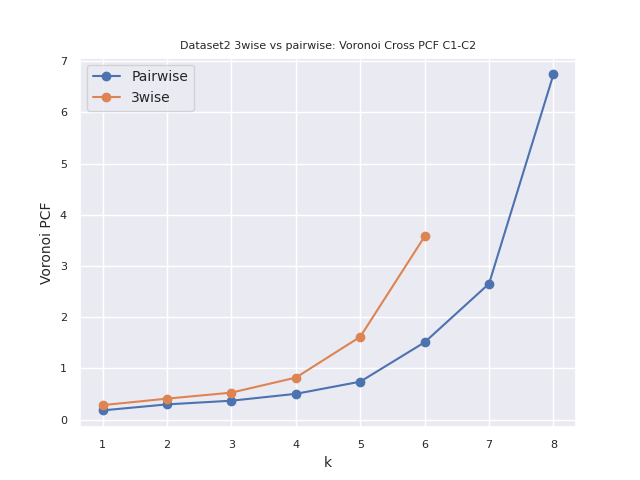 Dataset2 3wise vs pairwise: Voronoi Cross PCF C1-C2
Pairwise
3wise
Voronoi PCF
7
6
5
4
3
2
1
0
1 2 3 4 5 6 7 8
k